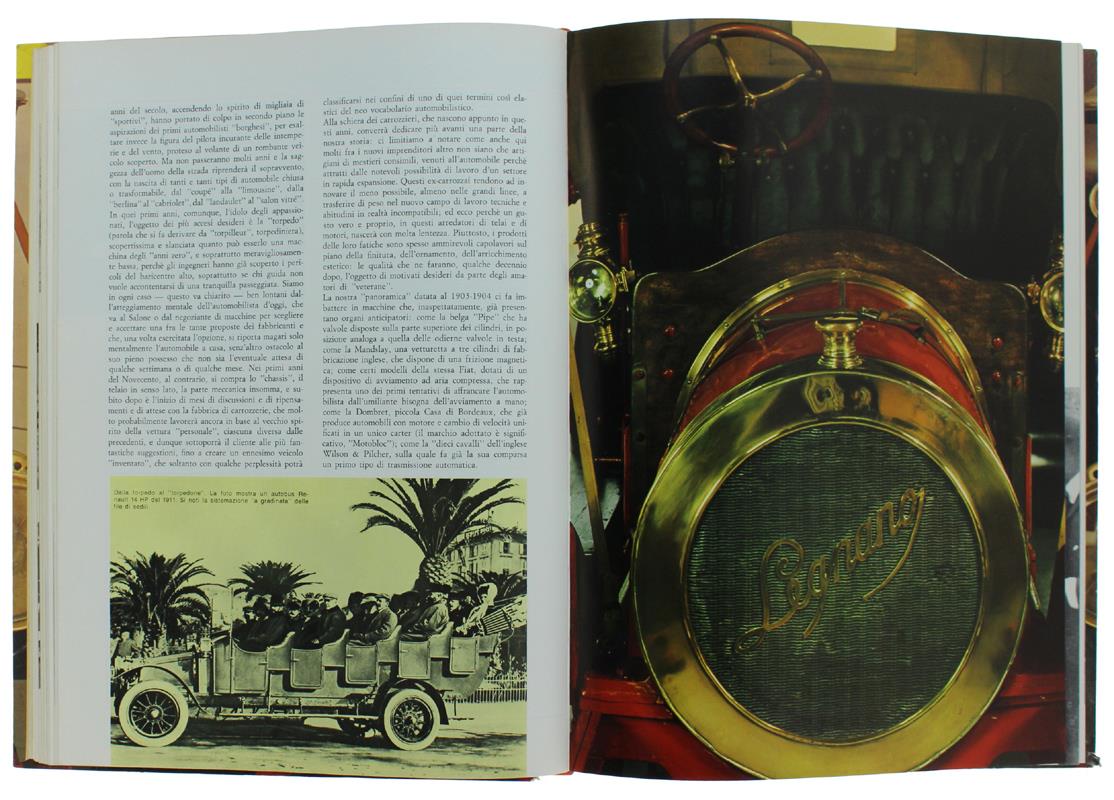 anni del secolo, accendendo lo spirito di migliaia di
"sportivi", hanno portato di colpo in secondo piano le
aspirazioni dei primi automobilisti "borghesi", per esal-
tare invece la figura del pilota incurante delle intempe-
rie e del vento, proteso al volante di un rombante vei-
colo scoperto. Ma non passeranno molti anni e la sag-
gezza dell'uomo della strada riprenderà il sopravvento,
con la nascita di tanti e tanti tipi di automobile chiusa
o trasformabile, dal "coupé" alla "limousine", dalla
"berlina" al "cabriolet", dal "landaulet" al "salon vitré".
In quei primi anni, comunque, l'idolo degli appassio-
nati, l'oggetto dei più accesi desideri è la "torpedo"
(parola che si fa derivare da "torpilleur", torpediniera),
scopertissima e slanciata quanto può esserlo una mac-
china degli "anni zero", e soprattutto meravigliosamen-
te bassa, perchè gli ingegneri hanno già scoperto i peri-
coli del baricentro alto, soprattutto se chi guida non
vuole accontentarsi di una tranquilla passeggiata. Siamo
in ogni caso — questo va chiarito — ben lontani dal-
l'atteggiamento mentale dell'automobilista d'oggi, che
va al Salone o dal negoziante di macchine per scegliere
e accettare una fra le tante proposte dei fabbricanti e
che, una volta esercitata l'opzione, si riporta magari solo
mentalmente l'automobile a casa, senz'altro ostacolo al
suo pieno possesso che non sia l'eventuale attesa di
qualche settimana o di qualche mese. Nei primi anni
del Novecento, al contrario, si compra lo "chassis", il
telaio in senso lato, la parte meccanica insomma, e su-
bito dopo è l'inizio di mesi di discussioni e di ripensa-
menti e di attese con la fabbrica di carrozzerie, che mol-
to probabilmente lavorerà ancora in base al vecchio spi-
rito della vettura "personale", ciascuna diversa dalle
precedenti, e dunque sottoporrà il cliente alle più fan-
tastiche suggestioni, fino a creare un ennesimo veicolo
"inventato", che soltanto con qualche perplessità potrà
classificarsi nei confini di uno di quei termini così ela-
stici del neo vocabolario automobilistico.
Alla schiera dei carrozzieri, che nascono appunto in que-
sti anni, converrà dedicare più avanti una parte della
nostra storia: ci limitiamo a notare come anche qui
molti fra i nuovi imprenditori altro non siano che arti-
giani di mestieri consimili, venuti all'automobile perchè
attratti dalle notevoli possibilità di lavoro d'un settore
in rapida espansione. Questi ex-carrozzai tendono ad in-
novare il meno possibile, almeno nelle grandi linee, a
trasferire di peso nel nuovo campo di lavoro tecniche e
abitudini in realtà incompatibili; ed ecco perchè un gu-
sto vero e proprio, in questi arredatori di telai e di
motori, nascerà con molta lentezza. Piuttosto, i prodotti
delle loro fatiche sono spesso ammirevoli capolavori sul
piano della finitura, dell'ornamento, dell'arricchimento
estetico: le qualità che ne faranno, qualche decennio
dopo, l'oggetto di motivati desideri da parte degli ama-
tori di "veterane".
La nostra "panoramica" datata al 1903-1904 ci fa im-
battere in macchine che, inaspettatamente, già presen-
tano organi anticipatori: come la belga "Pipe" che ha
valvole disposte sulla parte superiore dei cilindri, in po-
sizione analoga a quella delle odierne valvole in testa;
come la Mandslay, una vetturetta a tre cilindri di fab-
bricazione inglese, che dispone di una frizione magneti-
ca; come certi modelli della stessa Fiat, dotati di un
dispositivo di avviamento ad aria compressa, che rap-
presenta uno dei primi tentativi di affrancare l'automo-
bilista dall'umiliante bisogna dell'avviamento a mano;
come la Dombret, piccola Casa di Bordeaux, che già
produce automobili con motore e cambio di velocità uni-
ficati in un unico carter (il marchio adottato è signifi-
cativo, "Motobloc"); come la "dieci cavalli" dell'inglese
Wilson & Pilcher, sulla quale fa già la sua comparsa
un primo tipo di trasmissione automatica.
Dalla torpedo al "torpedone". La foto mostra un autobus Re-
nault 14 HP del 1911. Si noti la sistemazione "a gradinata" delle
file di sedili.
Legnano